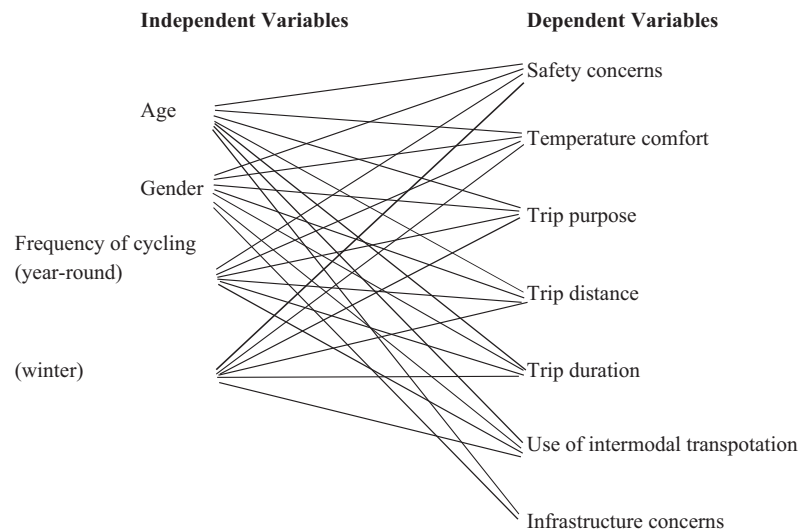 Independent Variables
Dependent Variables
Safety concerns
Age
Temperature comfort
Gender
Trip purpose
Frequency of cycling
(year-round)
Trip distance
(winter)
Trip duration
Use of intermodal transpotation
Infrastructure concerns